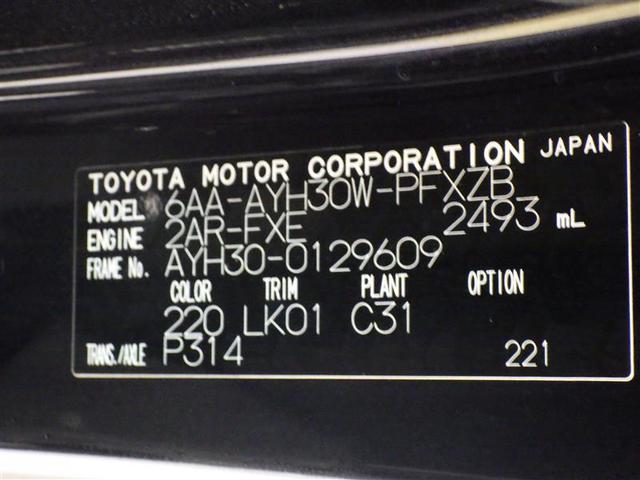 TOYOTA MOTOR CORPORATION JAPAN
MODEL 6AA-AYH30W-PFXZB
ENGINE 2AR-FXE 2493 mL
FRAME No. AYH30-0129609
COLOR TRIM PLANT OPTION
220 LK01 C31
TRANS./AXLE P314 221